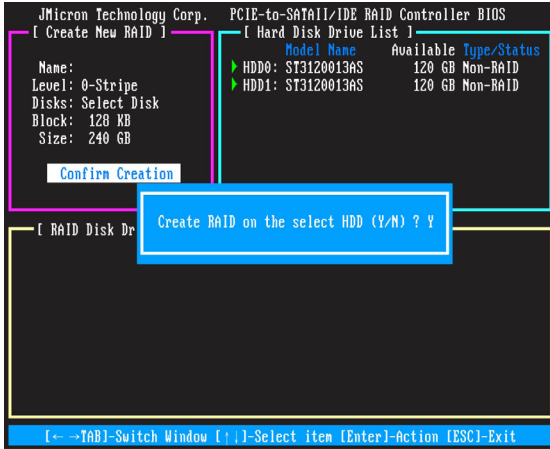 JMicron Technology Corp. PCIE-to-SATAII/IDE RAID Controller BIOS
[ Create New RAID ]
Name:
Level: 0-Stripe
Disks: Select Disk
Block: 128 KB
Size: 240 GB
Confirm Creation
[ Hard Disk Drive List ]
Model Name Available Type/Status
HDD0: ST3120013AS 120 GB Non-RAID
HDD1: ST3120013AS 120 GB Non-RAID
Create RAID on the select HDD (Y/N) ? Y
[ RAID Disk Dr
[← →TAB]-Switch Window [↑↓]-Select item [Enter]-Action [ESC]-Exit